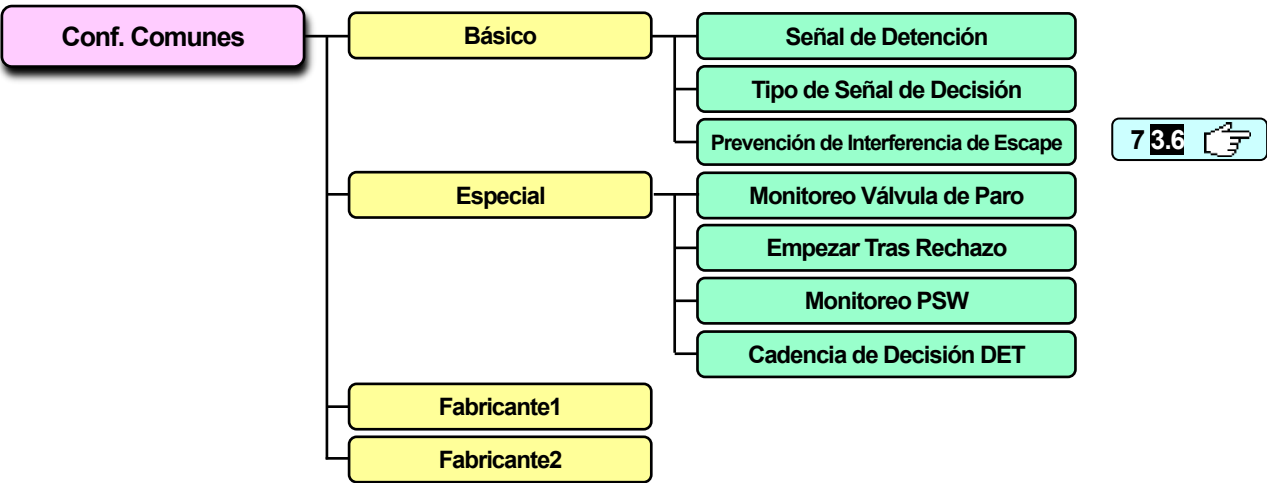 Conf. Comunes
Básico
Señal de Detención
Tipo de Señal de Decisión
Prevención de Interferencia de Escape
7 3.6
Especial
Monitoreo Válvula de Paro
Empezar Tras Rechazo
Monitoreo PSW
Cadencia de Decisión DET
Fabricante1
Fabricante2